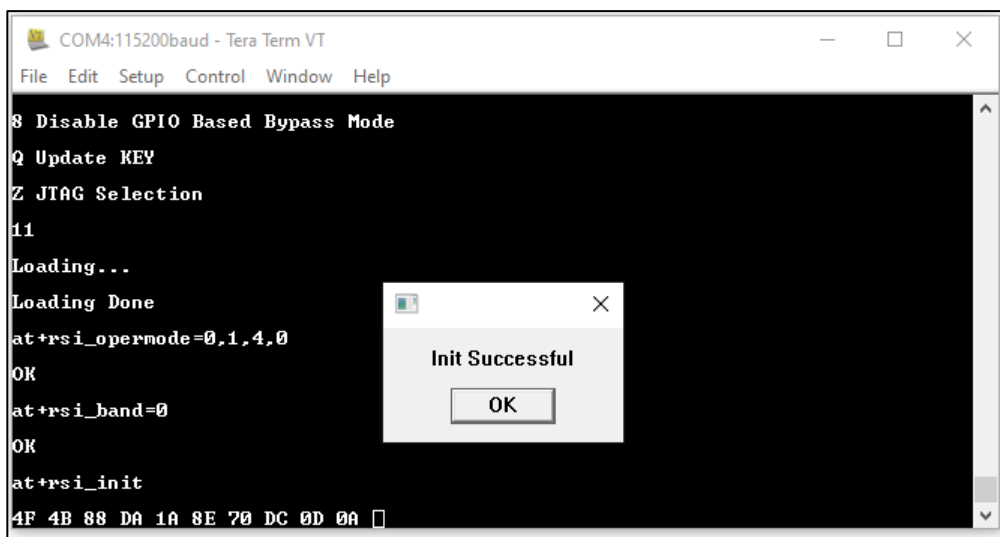 COM4:115200baud - Tera Term VT
File Edit Setup Control Window Help
8 Disable GPIO Based Bypass Mode
Q Update KEY
Z JTAG Selection
11
Loading...
Loading Done
at+rsi_opermode=0,1,4,0
OK
at+rsi_band=0
OK
at+rsi_init
4F 4B 88 DA 1A 8E 70 DC 0D 0A
Init Successful
OK